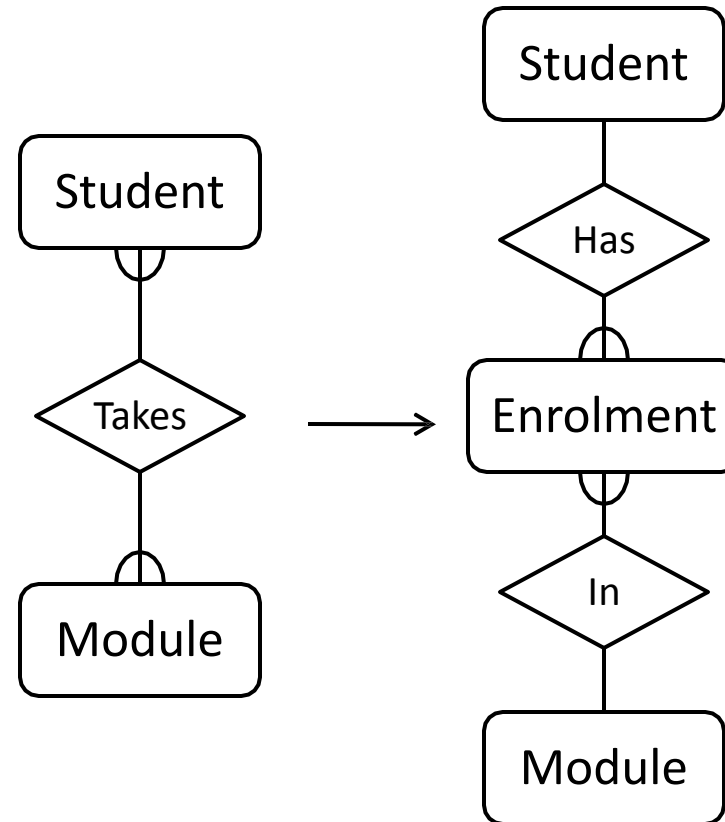 Student
Takes
Module
Student
Has
Enrolment
In
Module